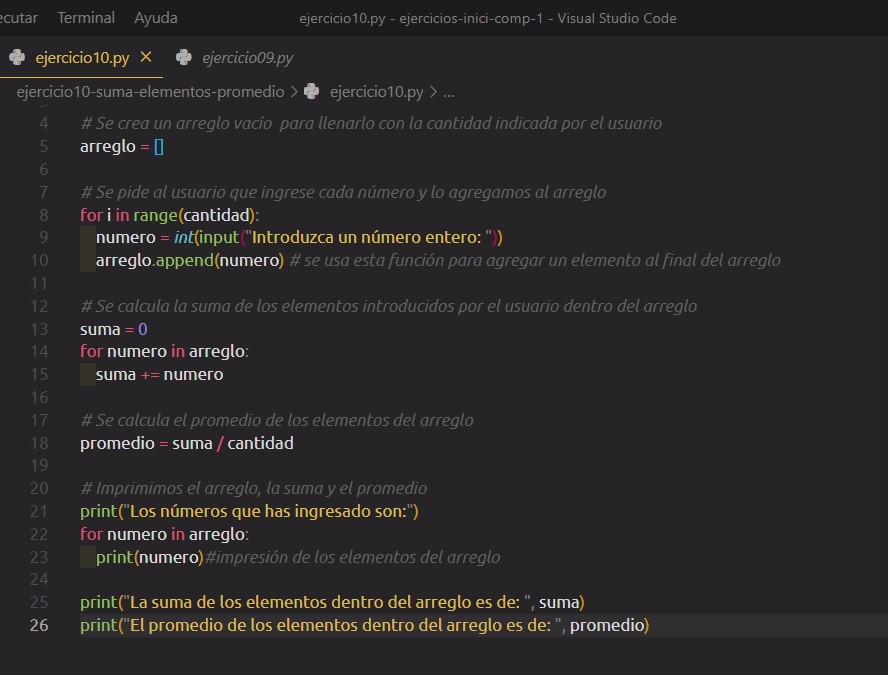 ecutar Terminal Ayuda ejercicio10.py - ejercicios-inici-comp-1 - Visual Studio Code
ejercicio10.py × ejercicio09.py
ejercicio10-suma-elementos-promedio > ejercicio10.py > ...
4 # Se crea un arreglo vacío  para llenarlo con la cantidad indicada por el usuario
5 arreglo = []
6
7 # Se pide al usuario que ingrese cada número y lo agregamos al arreglo
8 for i in range(cantidad):
9     numero = int(input("Introduzca un número entero: "))
10     arreglo.append(numero) # se usa esta función para agregar un elemento al final del arreglo
11
12 # Se calcula la suma de los elementos introducidos por el usuario dentro del arreglo
13 suma = 0
14 for numero in arreglo:
15     suma += numero
16
17 # Se calcula el promedio de los elementos del arreglo
18 promedio = suma / cantidad
19
20 # Imprimimos el arreglo, la suma y el promedio
21 print("Los números que has ingresado son:")
22 for numero in arreglo:
23     print(numero)#impresión de los elementos del arreglo
24
25 print("La suma de los elementos dentro del arreglo es de: ", suma)
26 print("El promedio de los elementos dentro del arreglo es de: ", promedio)